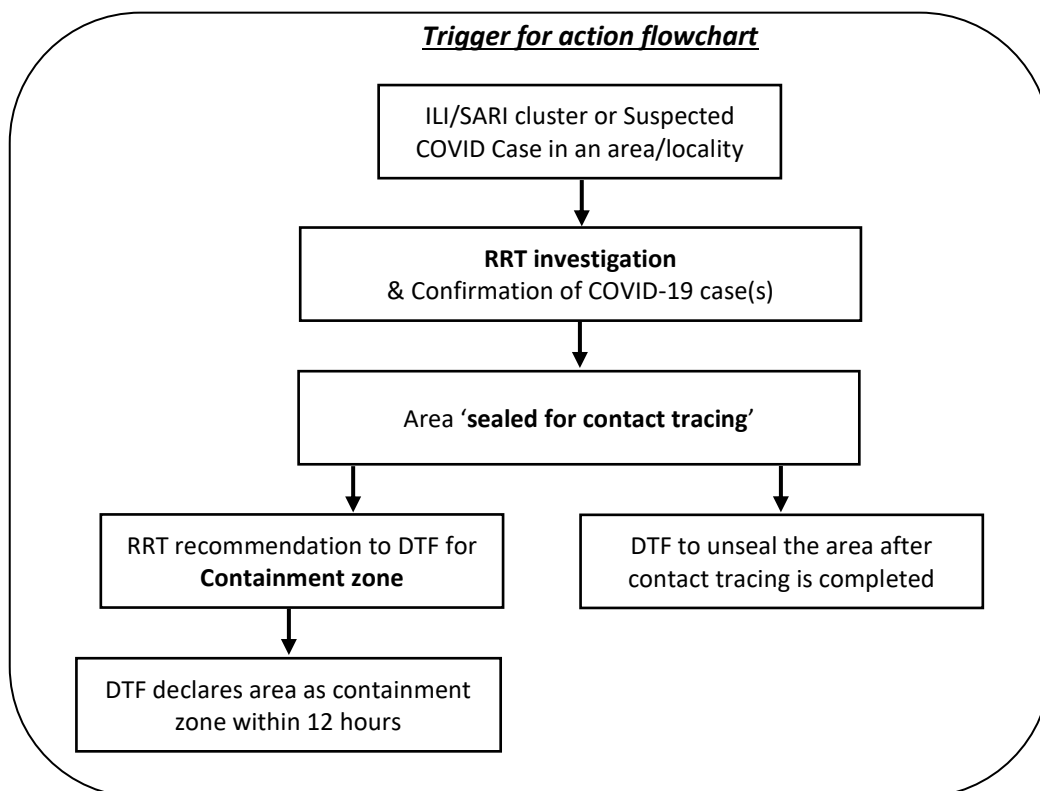 Trigger for action flowchart
ILI/SARI cluster or Suspected
COVID Case in an area/locality
RRT investigation
& Confirmation of COVID-19 case(s)
Area ‘sealed for contact tracing’
RRT recommendation to DTF for
Containment zone
DTF to unseal the area after
contact tracing is completed
DTF declares area as containment
zone within 12 hours